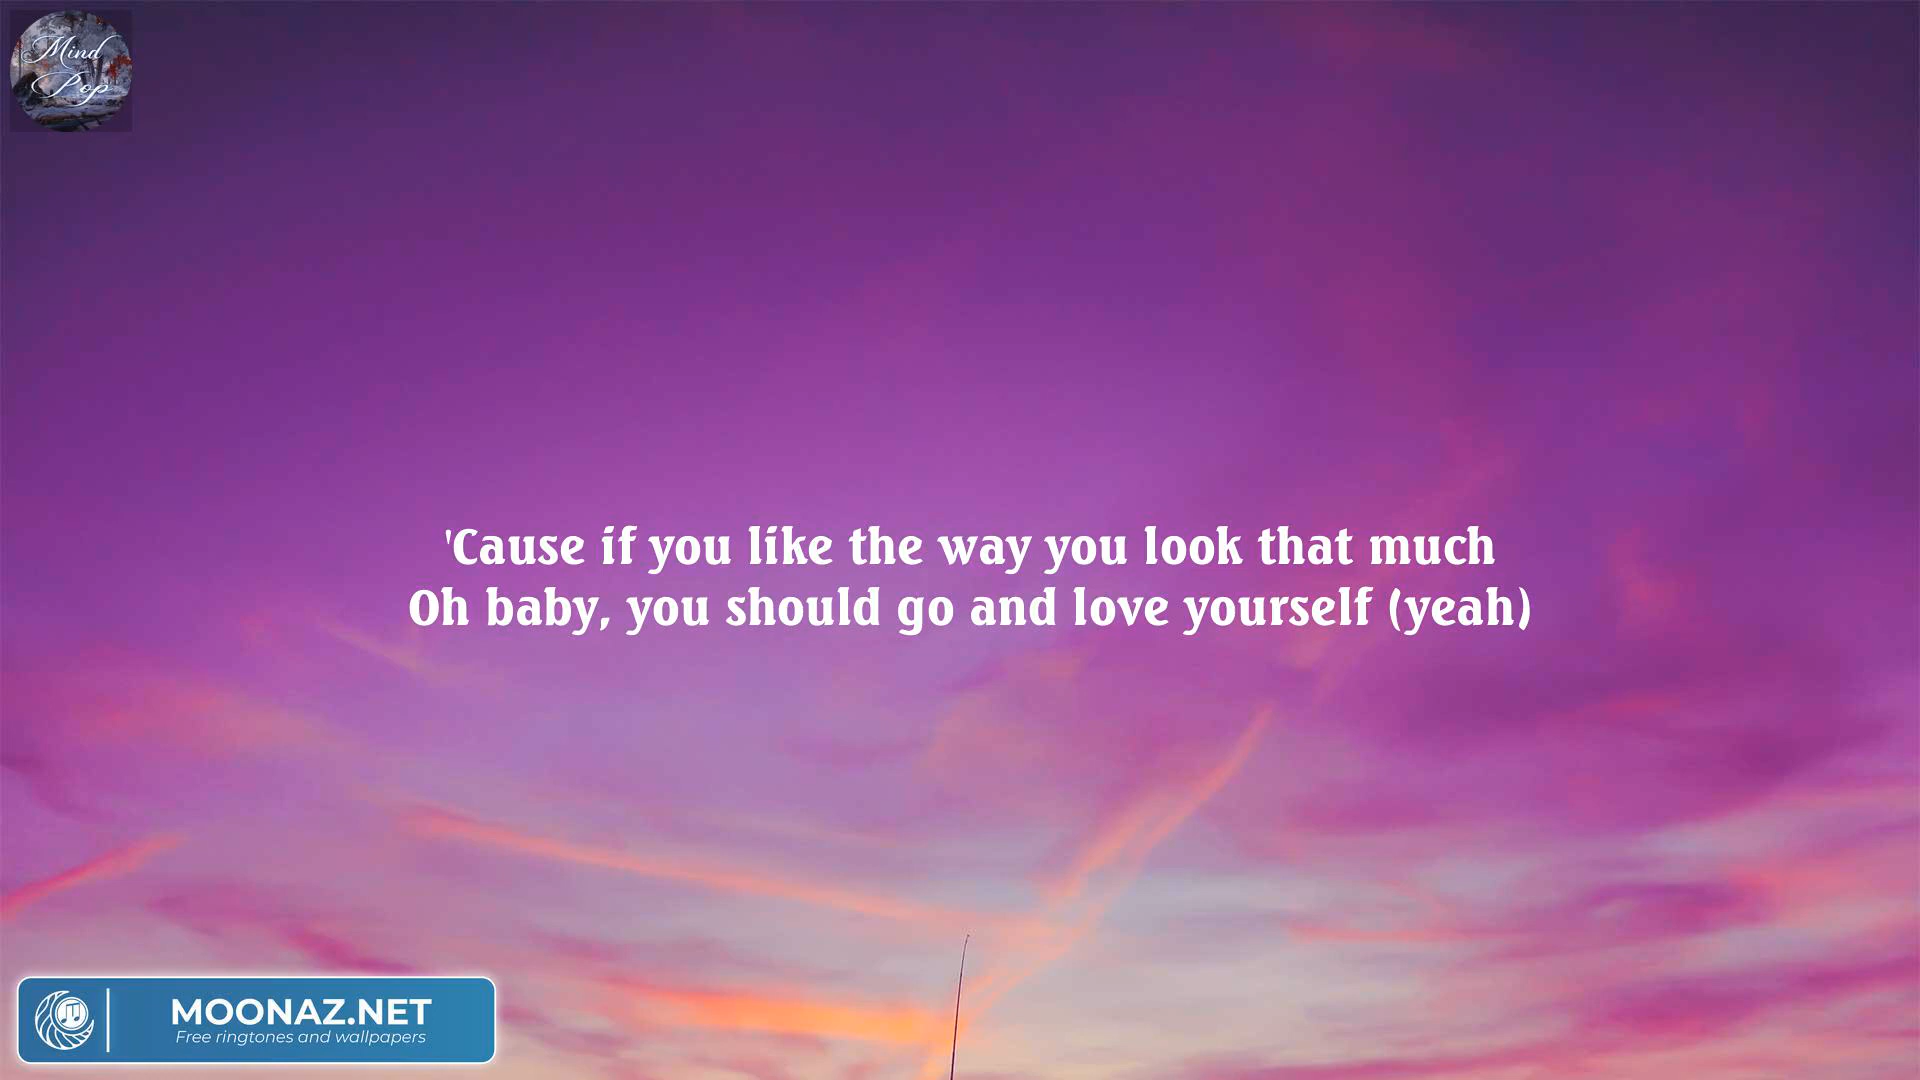 Mind
Pop
'Cause if you like the way you look that much
Oh baby, you should go and love yourself (yeah)
MOONAZ.NET
Free ringtones and wallpapers